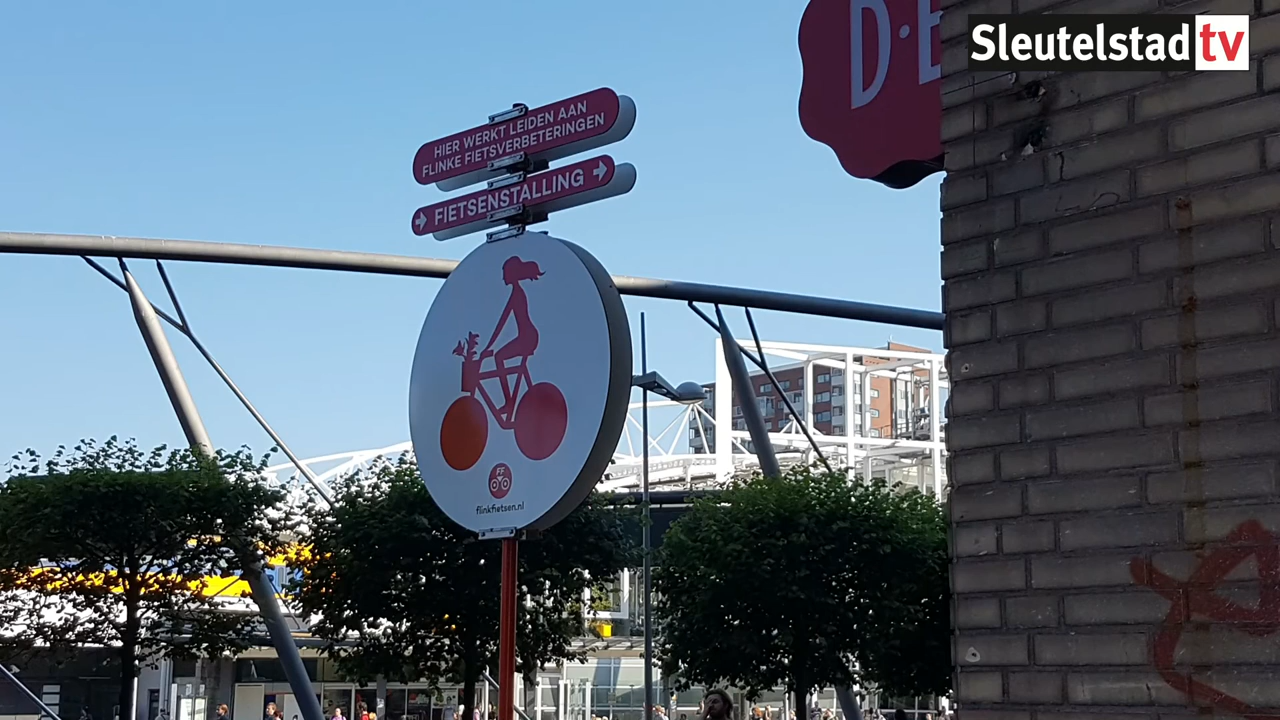 Sleutelstad tv
D·E
HIER WERKT LEIDEN AAN
FLINKE FIETSVERBETERINGEN
FIETSENSTALLING
FF
flinkfietsen.nl